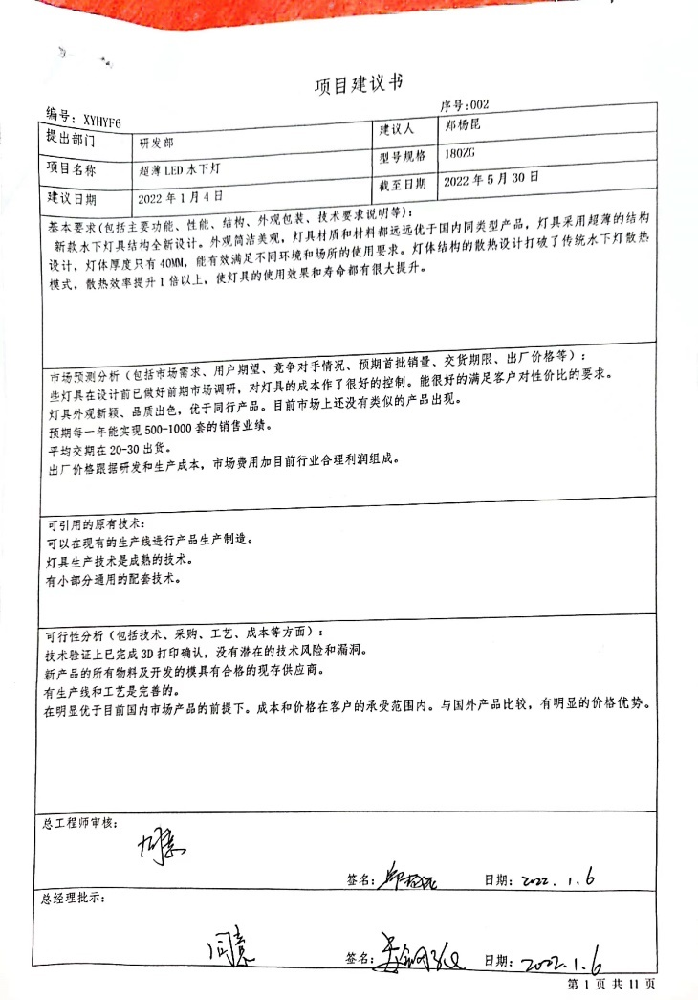 项目建议书
编号：XYHYF6
序号:002
提出部门 研发部 建议人 郑杨昆
项目名称 超薄 LED 水下灯 型号规格 180ZG
建议日期 2022 年 1 月 4 日 截至日期 2022 年 5 月 30 日
基本要求(包括主要功能、性能、结构、外观包装、技术要求说明等)：
新款水下灯具结构全新设计。外观简洁美观，灯具材质和材料都远远优于国内同类型产品，灯具采用超薄的结构
设计，灯体厚度只有 40MM，能有效满足不同环境和场所的使用要求。灯体结构的散热设计打破了传统水下灯散热
模式，散热效率提升 1 倍以上，使灯具的使用效果和寿命都有很大提升。
市场预测分析（包括市场需求、用户期望、竟争对手情况、预期首批销量、交货期限、出厂价格等）：
些灯具在设计前已做好前期市场调研，对灯具的成本作了很好的控制。能很好的满足客户对性价比的要求。
灯具外观新颖、品质出色，优于同行产品。目前市场上还没有类似的产品出现。
预期每一年能实现 500-1000 套的销售业绩。
平均交期在 20-30 出货。
出厂价格跟据研发和生产成本，市场费用加目前行业合理利润组成。
可引用的原有技术：
可以在现有的生产线进行产品生产制造。
灯具生产技术是成熟的技术。
有小部分通用的配套技术。
可行性分析（包括技术、采购、工艺、成本等方面）：
技术验证上已完成 3D 打印确认，没有潜在的技术风险和漏洞。
新产品的所有物料及开发的模具有合格的现存供应商。
有生产线和工艺是完善的。
在明显优于目前国内市场产品的前提下。成本和价格在客户的承受范围内。与国外产品比较，有明显的价格优势。
总工程师审核：
签名： 日期：2022.1.6
总经理批示：
同意
签名： 日期：2022.1.6
第 1 页 共 11 页